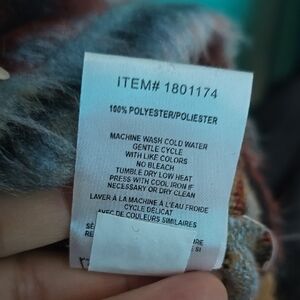 ITEM# 1801174
100% POLYESTER/POLIESTER
MACHINE WASH COLD WATER
GENTLE CYCLE
WITH LIKE COLORS
NO BLEACH
TUMBLE DRY LOW HEAT
PRESS WITH COOL IRON IF
NECESSARY OR DRY CLEAN
LAVER À LA MACHINE À L'EAU FROIDE
CYCLE DÉLICAT
AVEC DE COULEURS SIMILAIRES
SI